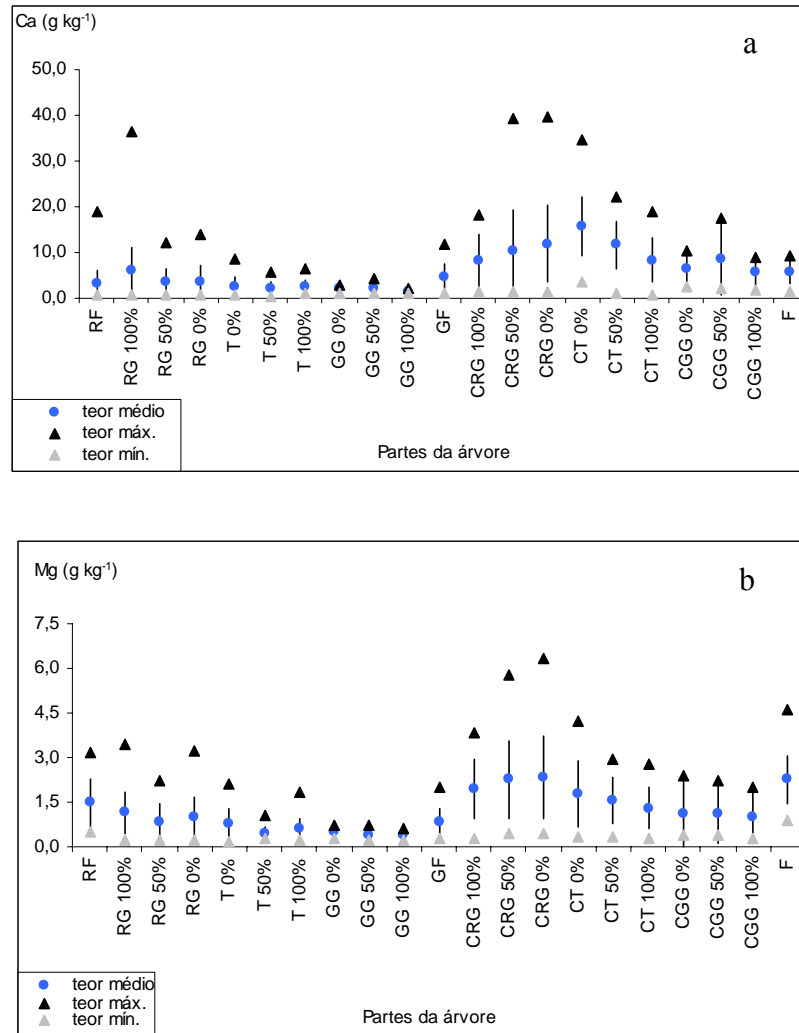 Ca (g kg-1)
a
50,0
40,0
30,0
20,0
10,0
0,0
RF
RG 100%
RG 50%
RG 0%
T 0%
T 50%
T 100%
GG 0%
GG 50%
GG 100%
GF
CRG 100%
CRG 50%
CRG 0%
CT 0%
CT 50%
CT 100%
CGG 0%
CGG 50%
CGG 100%
F
teor médio
teor máx.
teor mín.
Partes da árvore
Mg (g kg-1)
b
7,5
6,0
4,5
3,0
1,5
0,0
RF
RG 100%
RG 50%
RG 0%
T 0%
T 50%
T 100%
GG 0%
GG 50%
GG 100%
GF
CRG 100%
CRG 50%
CRG 0%
CT 0%
CT 50%
CT 100%
CGG 0%
CGG 50%
CGG 100%
F
teor médio
teor máx.
teor mín.
Partes da árvore